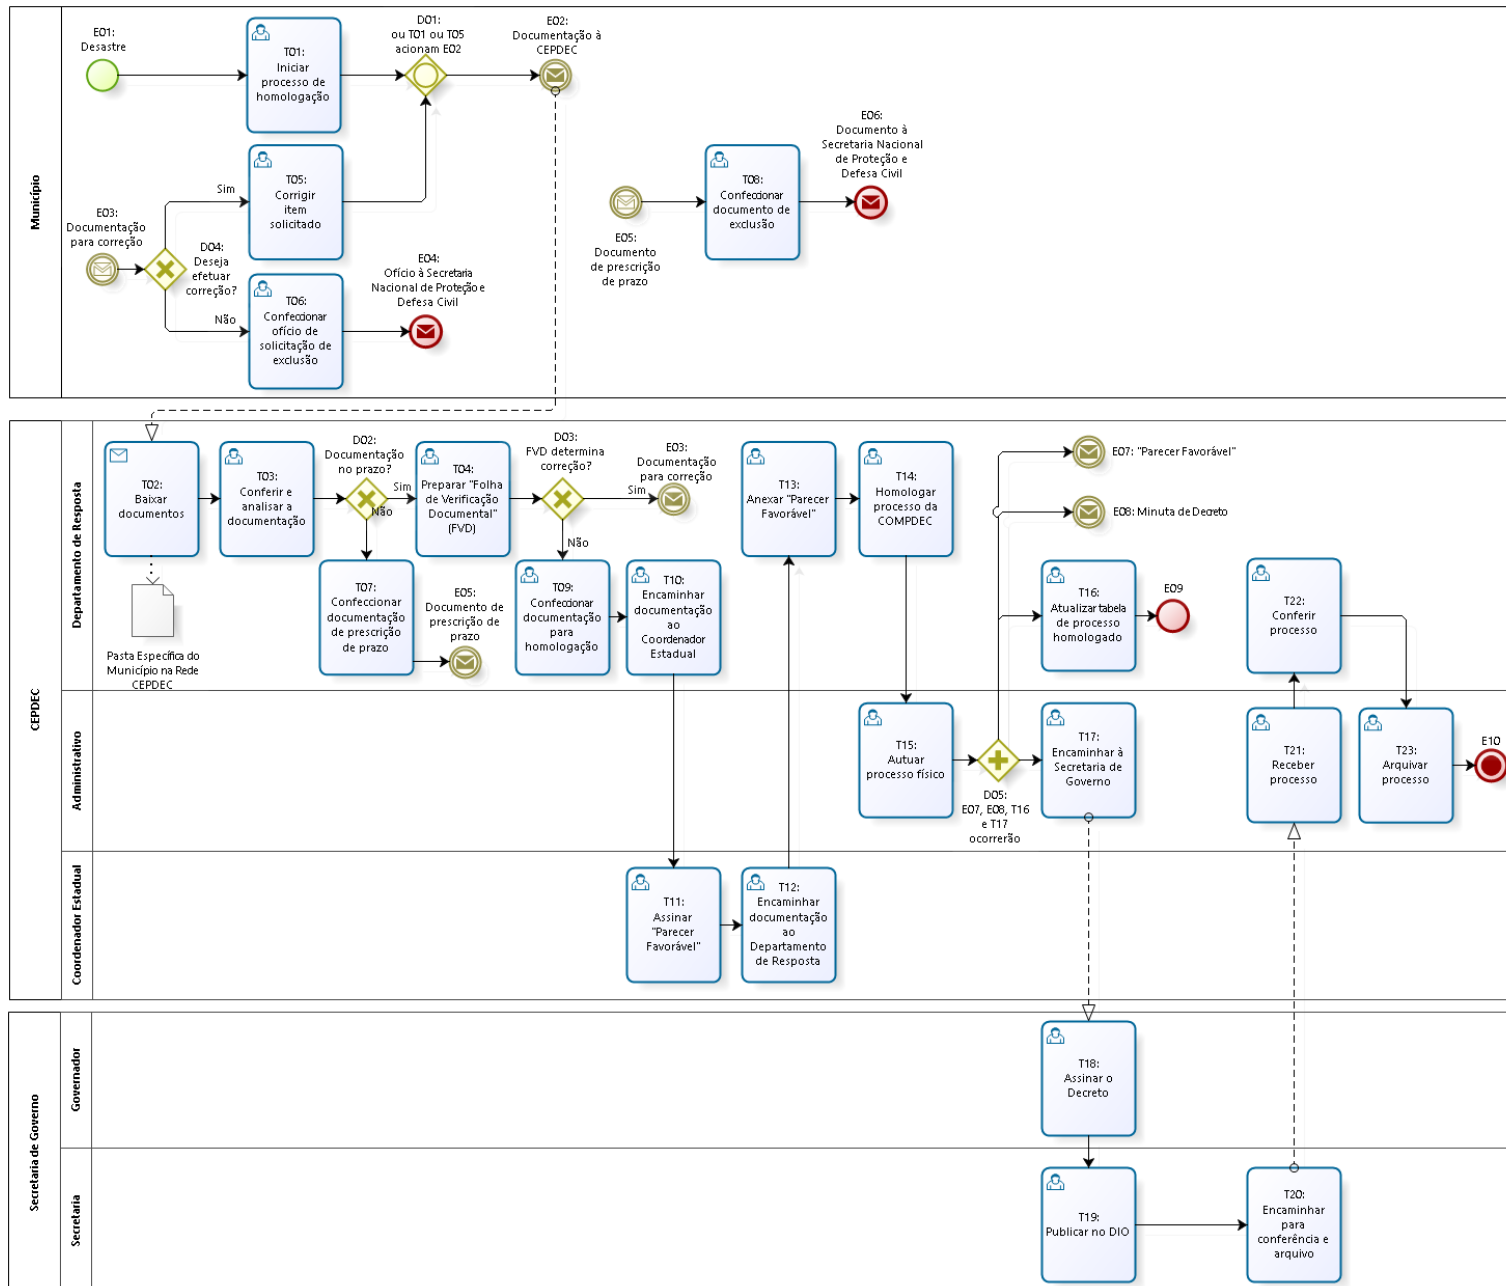 Município
E01:
Desastre
T01:
Iniciar
processo de
homologação
D01:
ou T01 ou T05
acionam E02
E02:
Documentação à
CEPDEC
E03:
Documentação
para correção
D04:
Deseja
efetuar
correção?
Sim
Não
T05:
Corrigir
item
solicitado
T06:
Confeccionar
ofício de
solicitação de
exclusão
E04:
Ofício à Secretaria
Nacional de Proteção e
Defesa Civil
E05:
Documento
de prescrição
de prazo
T08:
Confeccionar
documento de
exclusão
E06:
Documento à
Secretaria Nacional
de Proteção e
Defesa Civil
CEPDEC
Departamento de Resposta
T02:
Baixar
documentos
Pasta Específica do
Município na Rede
CEPDEC
T03:
Conferir e
analisar a
documentação
D02:
Documentação
no prazo?
Sim
Não
T04:
Preparar "Folha
de Verificação
Documental"
(FVD)
D03:
FVD determina
correção?
Sim
Não
E03:
Documentação
para correção
T07:
Confeccionar
documentação
de prescrição
de prazo
E05:
Documento de
prescrição de
prazo
T09:
Confeccionar
documentação
para
homologação
T10:
Encaminhar
documentação
ao
Coordenador
Estadual
T13:
Anexar "Parecer
Favorável"
T14:
Homologar
processo da
COMPDEC
E07: "Parecer Favorável"
E08: Minuta de Decreto
T16:
Atualizar tabela
de processo
homologado
E09
T22:
Conferir
processo
Administrativo
T15:
Autuar
processo físico
D05:
E07, E08, T16
e T17
ocorrerão
T17:
Encaminhar à
Secretaria de
Governo
T21:
Receber
processo
T23:
Arquivar
processo
E10
Coordenador Estadual
T11:
Assinar
"Parecer
Favorável"
T12:
Encaminhar
documentação
ao
Departamento
de Resposta
Secretaria de Governo
Governador
T18:
Assinar o
Decreto
Secretaria
T19:
Publicar no DIO
T20:
Encaminhar
para
conferência e
arquivo